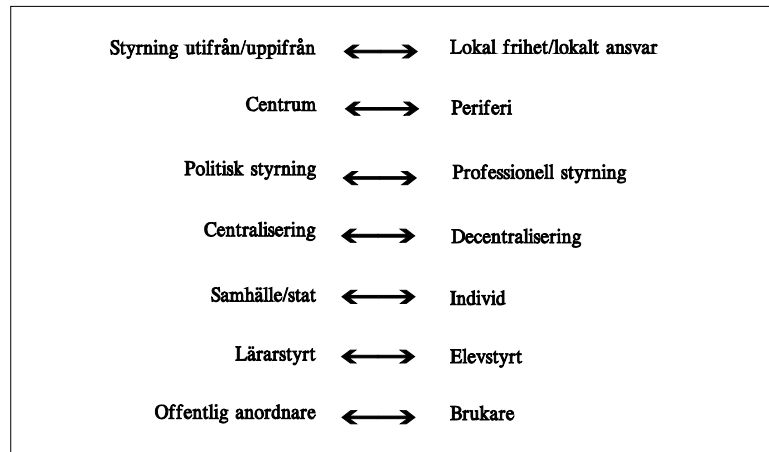 Styrning utifrån/uppifrån Lokal frihet/lokalt ansvar
Centrum Periferi
Politisk styrning Professionell styrning
Centralisering Decentralisering
Samhälle/stat Individ
Lärarstyrt Elevstyrt
Offentlig anordnare Brukare